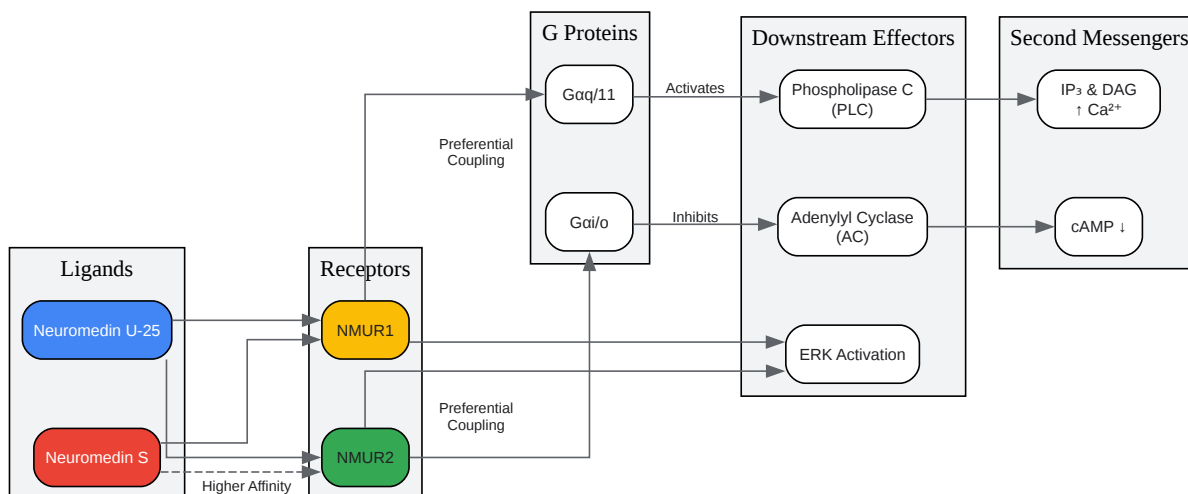 G Proteins
Downstream Effectors
Second Messengers
Gαq/11
Activates
Phospholipase C
(PLC)
IP₃ & DAG
↑ Ca²⁺
Preferential
Coupling
Gαi/o
Inhibits
Adenylyl Cyclase
(AC)
cAMP ↓
Ligands
Receptors
Neuromedin U-25
NMUR1
ERK Activation
Preferential
Coupling
Neuromedin S
NMUR2
Higher Affinity